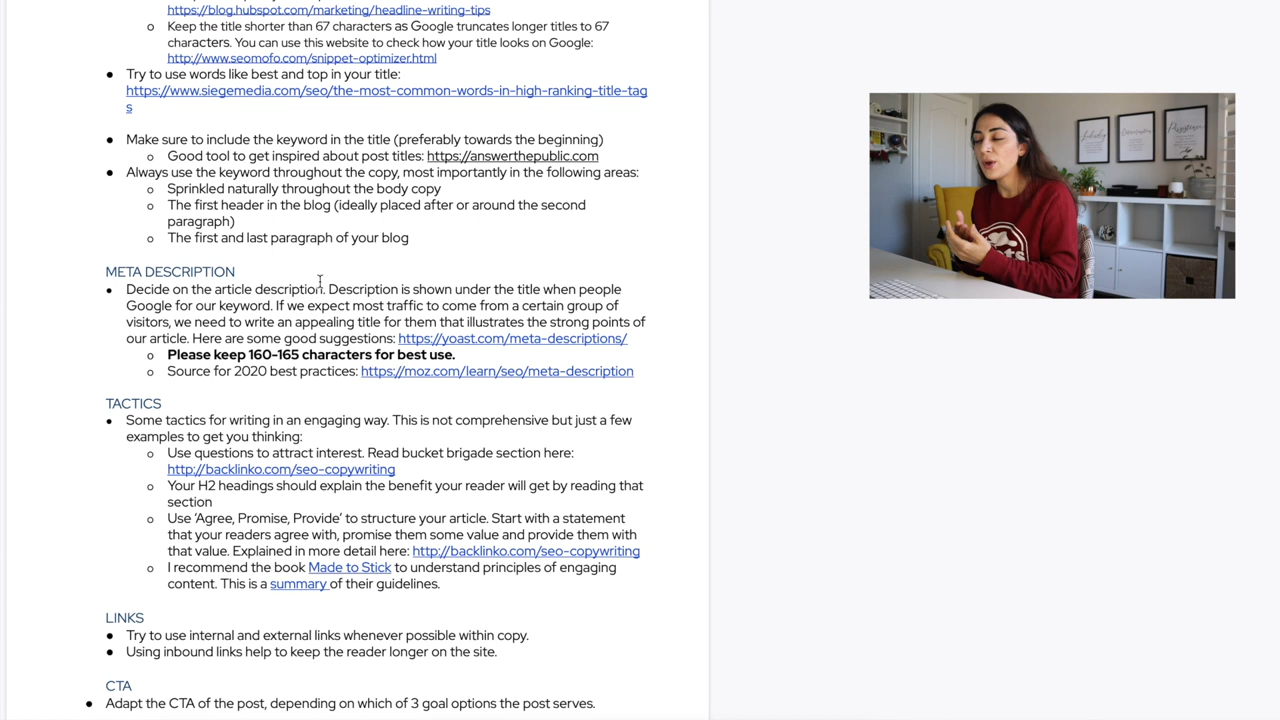 https://blog.hubspot.com/marketing/headline-writing-tips
o Keep the title shorter than 67 characters as Google truncates longer titles to 67
characters. You can use this website to check how your title looks on Google:
http://www.seomofo.com/snippet-optimizer.html
● Try to use words like best and top in your title:
https://www.siegemedia.com/seo/the-most-common-words-in-high-ranking-title-tag
s
● Make sure to include the keyword in the title (preferably towards the beginning)
o Good tool to get inspired about post titles: https://answerthepublic.com
● Always use the keyword throughout the copy, most importantly in the following areas:
o Sprinkled naturally throughout the body copy
o The first header in the blog (ideally placed after or around the second
paragraph)
o The first and last paragraph of your blog
META DESCRIPTION
● Decide on the article description. Description is shown under the title when people
Google for our keyword. If we expect most traffic to come from a certain group of
visitors, we need to write an appealing title for them that illustrates the strong points of
our article. Here are some good suggestions: https://yoast.com/meta-descriptions/
o Please keep 160-165 characters for best use.
o Source for 2020 best practices: https://moz.com/learn/seo/meta-description
TACTICS
● Some tactics for writing in an engaging way. This is not comprehensive but just a few
examples to get you thinking:
o Use questions to attract interest. Read bucket brigade section here:
http://backlinko.com/seo-copywriting
o Your H2 headings should explain the benefit your reader will get by reading that
section
o Use ‘Agree, Promise, Provide’ to structure your article. Start with a statement
that your readers agree with, promise them some value and provide them with
that value. Explained in more detail here: http://backlinko.com/seo-copywriting
o I recommend the book Made to Stick to understand principles of engaging
content. This is a summary of their guidelines.
LINKS
● Try to use internal and external links whenever possible within copy.
● Using inbound links help to keep the reader longer on the site.
CTA
● Adapt the CTA of the post, depending on which of 3 goal options the post serves.